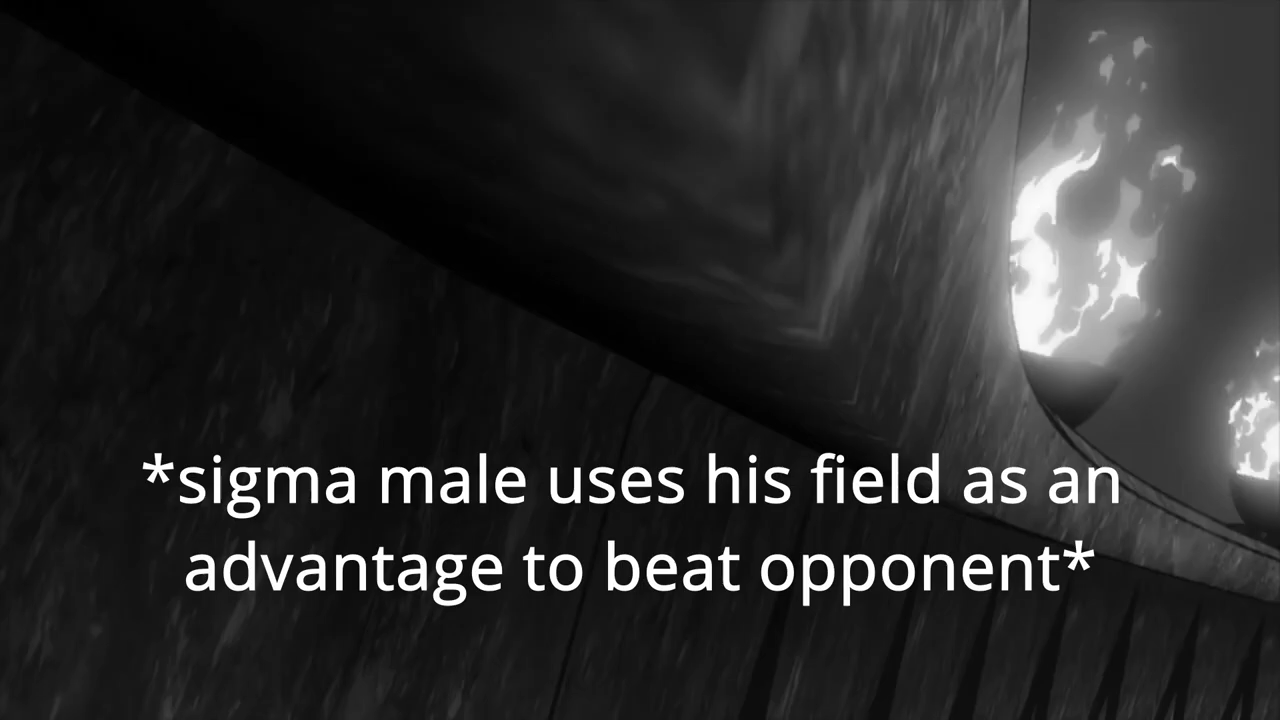 *sigma male uses his field as an
advantage to beat opponent*